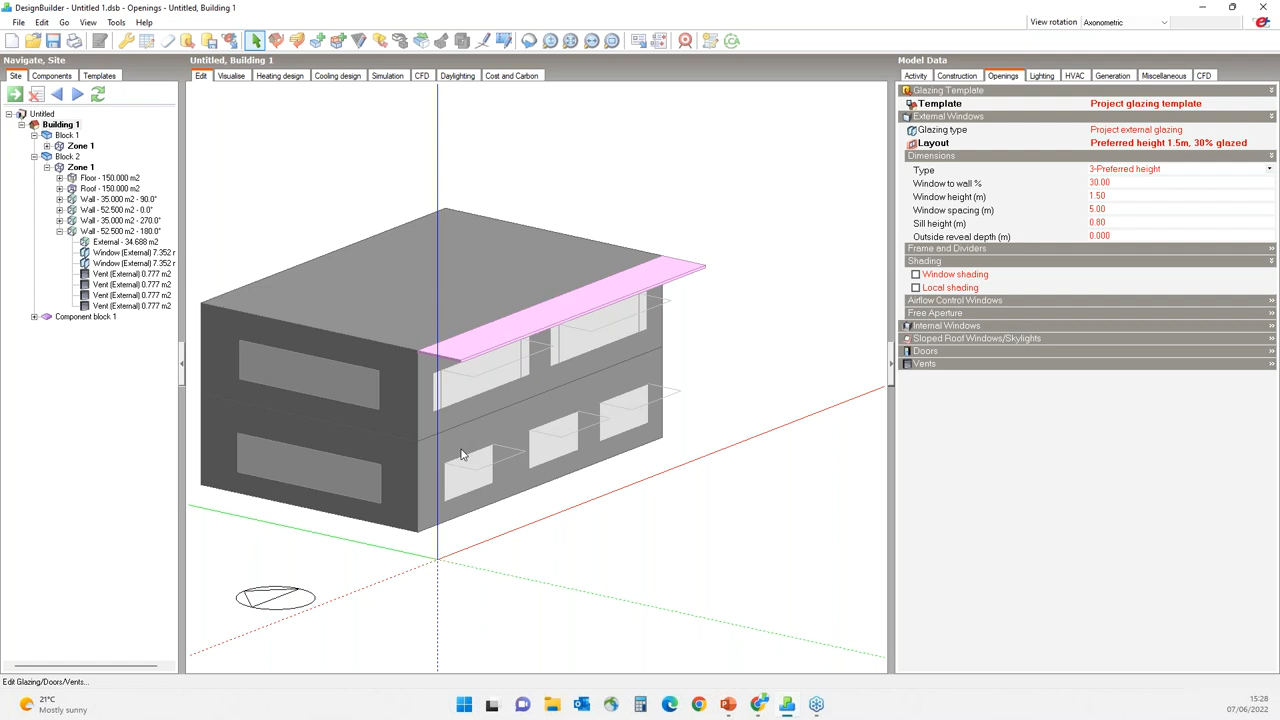 DesignBuilder - Untitled 1.dsb - Openings - Untitled, Building 1
File Edit Go View Tools Help
View rotation Axonometric
Navigate, Site
Site Components Templates
Untitled
Building 1
Block 1
Zone 1
Block 2
Zone 1
Floor - 150.000 m2
Roof - 150.000 m2
Wall - 35.000 m2 - 90.0°
Wall - 52.500 m2 - 0.0°
Wall - 35.000 m2 - 270.0°
Wall - 52.500 m2 - 180.0°
External - 34.688 m2
Window (External) 7.352 r
Window (External) 7.352 r
Vent (External) 0.777 m2
Vent (External) 0.777 m2
Vent (External) 0.777 m2
Vent (External) 0.777 m2
Component block 1
Untitled, Building 1
Edit Visualise Heating design Cooling design Simulation CFD Daylighting Cost and Carbon
Model Data
Activity Construction Openings Lighting HVAC Generation Miscellaneous CFD
Glazing Template
Template Project glazing template
External Windows
Glazing type Project external glazing
Layout Preferred height 1.5m, 30% glazed
Dimensions
Type 3-Preferred height
Window to wall % 30.00
Window height (m) 1.50
Window spacing (m) 5.00
Sill height (m) 0.80
Outside reveal depth (m) 0.000
Frame and Dividers
Shading
Window shading
Local shading
Airflow Control Windows
Free Aperture
Internal Windows
Sloped Roof Windows/Skylights
Doors
Vents
Edit Glazing/Doors/Vents...
21°C
Mostly sunny
15:28
07/06/2022